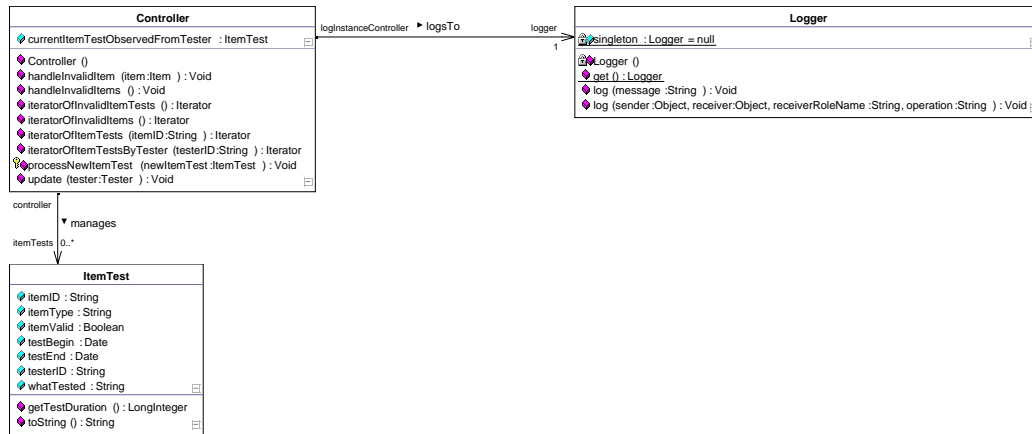 Controller
currentItemTestObservedFromTester : ItemTest
Controller ()
handleInvalidItem (item:Item ) : Void
handleInvalidItems () : Void
iteratorOfInvalidItemTests () : Iterator
iteratorOfInvalidItems () : Iterator
iteratorOfItemTests (itemID:String ) : Iterator
iteratorOfItemTestsByTester (testerID:String ) : Iterator
processNewItemTest (newItemTest:ItemTest ) : Void
update (tester:Tester ) : Void
logInstanceController
logsTo
logger
1
Logger
singleton : Logger = null
Logger ()
get () : Logger
log (message :String ) : Void
log (sender :Object, receiver:Object, receiverRoleName :String, operation :String ) : Void
controller
manages
itemTests
0..*
ItemTest
itemID : String
itemType : String
itemValid : Boolean
testBegin : Date
testEnd : Date
testerID : String
whatTested : String
getTestDuration () : LongInteger
toString () : String